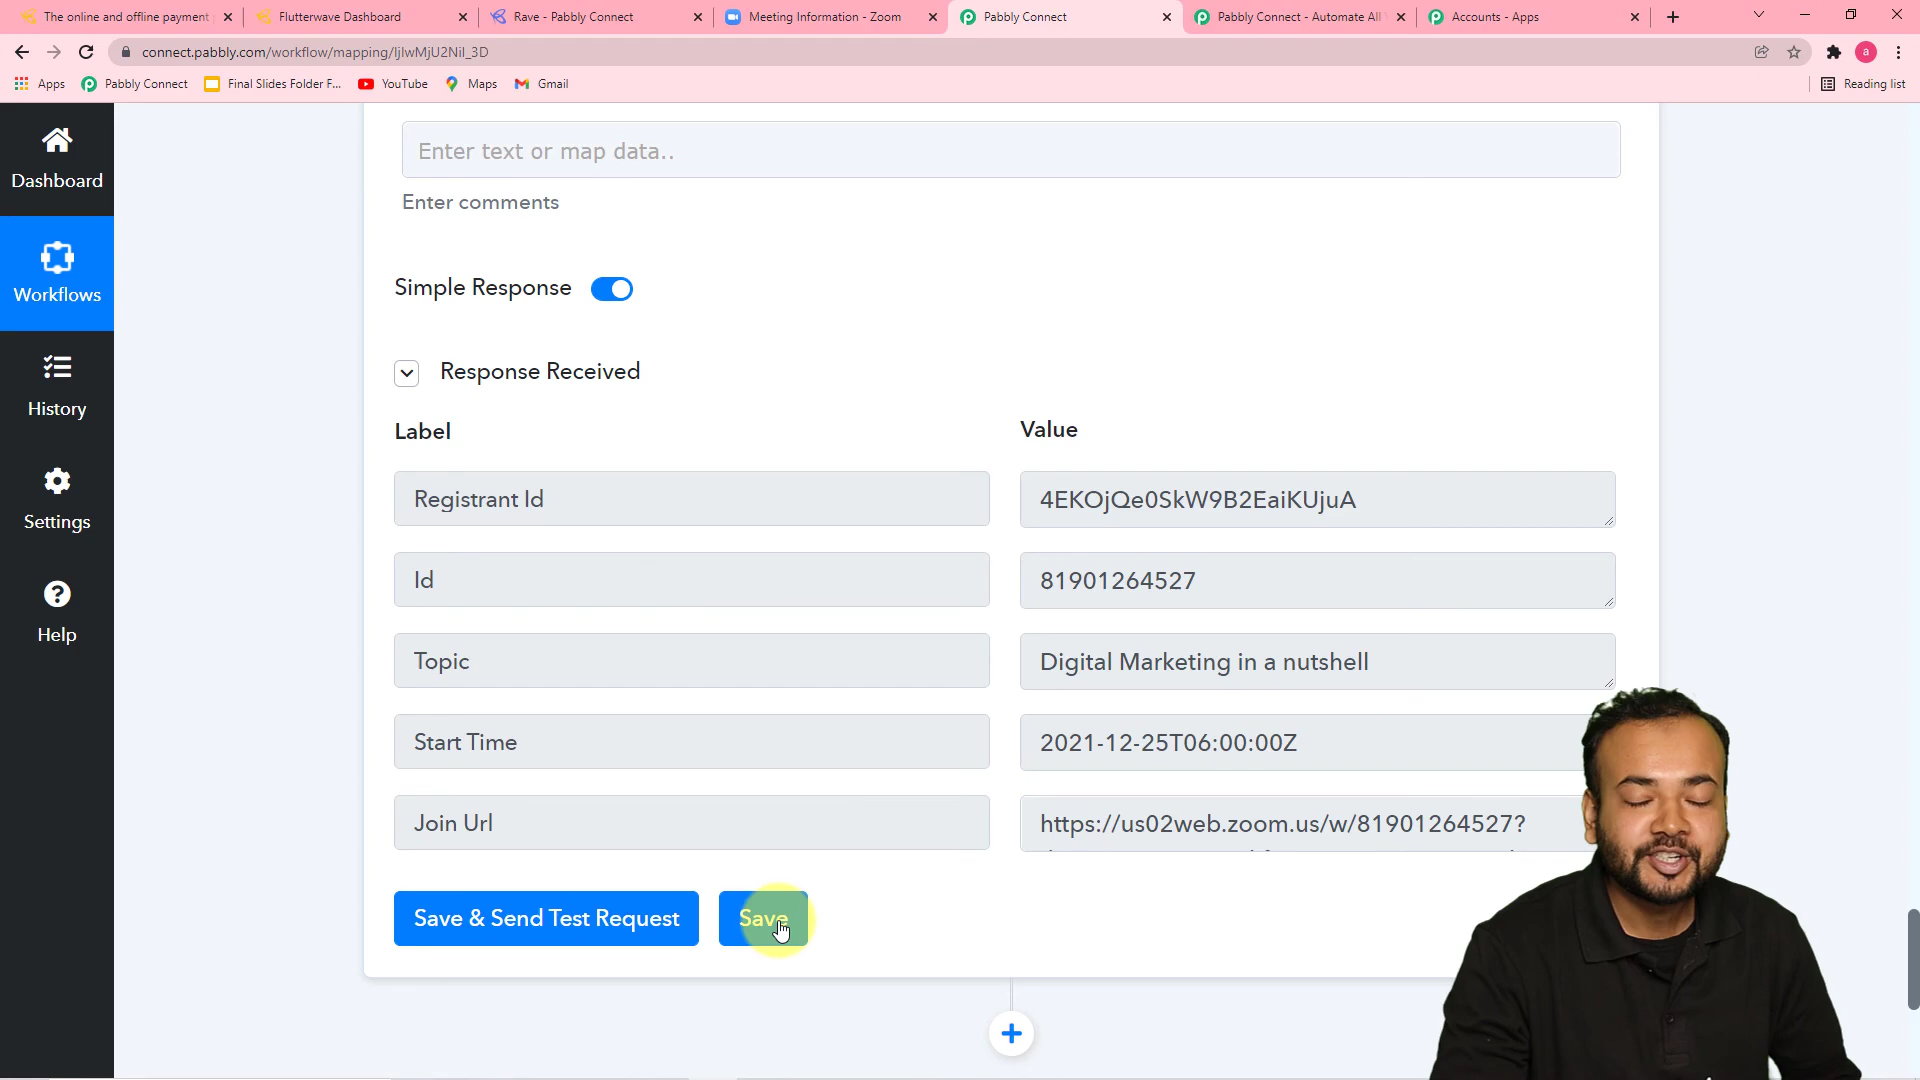 The online and offline payment
Flutterwave Dashboard
Rave - Pabbly Connect
Meeting Information - Zoom
Pabbly Connect
Pabbly Connect - Automate All
Accounts - Apps
connect.pabbly.com/workflow/mapping/IjIwMjU2NiI_3D
a
Apps
Pabbly Connect
Final Slides Folder F...
YouTube
Maps
Gmail
Reading list
Dashboard
Workflows
History
Settings
Help
Enter text or map data..
Enter comments
Simple Response
Response Received
Label
Value
Registrant Id
4EKOjQe0SkW9B2EaiKUjuA
Id
81901264527
Topic
Digital Marketing in a nutshell
Start Time
2021-12-25T06:00:00Z
Join Url
https://us02web.zoom.us/w/81901264527?
Save & Send Test Request
Save